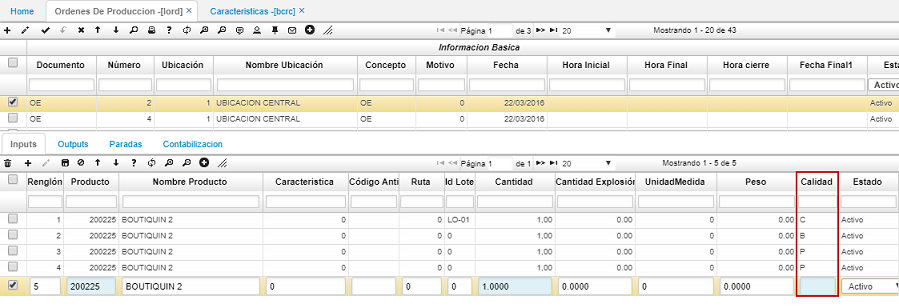 Home Ordenes De Produccion -[lord] × Caracteristicas -[bcrc] ×
Página 1 de 3 20 Mostrando 1 - 20 de 43
Informacion Basica
Documento Número Ubicación Nombre Ubicación Concepto Motivo Fecha Hora Inicial Hora Final Hora cierre Fecha Final1 Esta
Activo
OE 2 1 UBICACION CENTRAL OE 0 22/03/2016 Activo
OE 4 1 UBICACION CENTRAL OE 0 22/03/2016 Activo
Inputs Outputs Paradas Contabilizacion
Página 1 de 1 20 Mostrando 1 - 5 de 5
Renglón Producto Nombre Producto Caracteristica Código Anti Ruta Id Lote Cantidad Cantidad Explosión UnidadMedida Peso Calidad Estado
1 200225 BOUTIQUIN 2 0 0 LO-01 1,00 0.00 0 0.00 C Activo
2 200225 BOUTIQUIN 2 0 0 0 1,00 0.00 0 0.00 B Activo
3 200225 BOUTIQUIN 2 0 0 0 1,00 0.00 0 0.00 P Activo
4 200225 BOUTIQUIN 2 0 0 0 1,00 0.00 0 0.00 P Activo
5 200225 BOUTIQUIN 2 0 0 0 1.0000 0.0000 0 0.0000 Activo